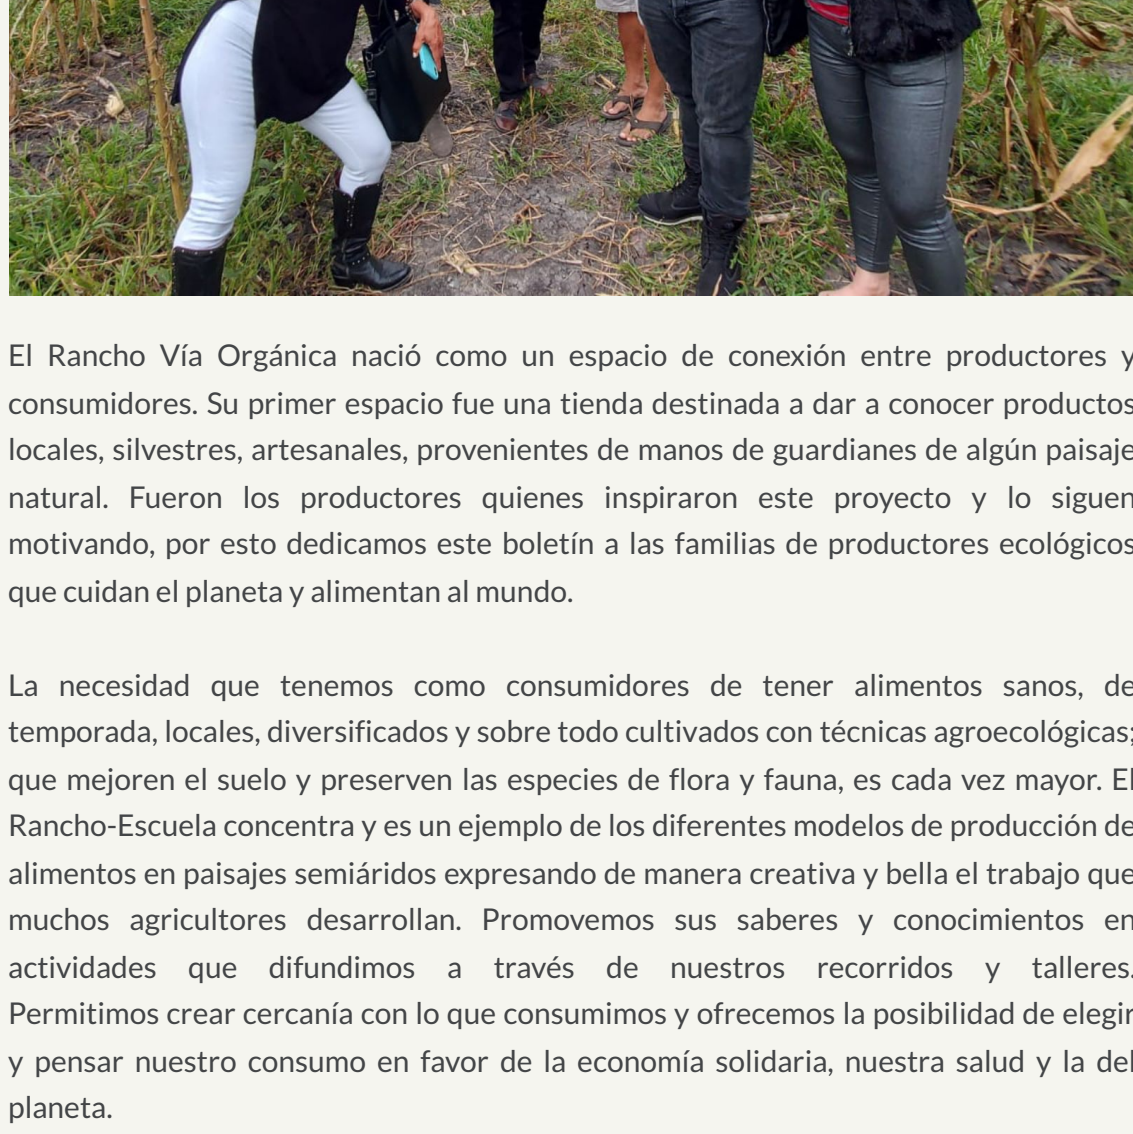 El Rancho Vía Orgánica nació como un espacio de conexión entre productores y
consumidores. Su primer espacio fue una tienda destinada a dar a conocer productos
locales, silvestres, artesanales, provenientes de manos de guardianes de algún paisaje
natural. Fueron los productores quienes inspiraron este proyecto y lo siguen
motivando, por esto dedicamos este boletín a las familias de productores ecológicos
que cuidan el planeta y alimentan al mundo.
La necesidad que tenemos como consumidores de tener alimentos sanos, de
temporada, locales, diversificados y sobre todo cultivados con técnicas agroecológicas;
que mejoren el suelo y preserven las especies de flora y fauna, es cada vez mayor. El
Rancho-Escuela concentra y es un ejemplo de los diferentes modelos de producción de
alimentos en paisajes semiáridos expresando de manera creativa y bella el trabajo que
muchos agricultores desarrollan. Promovemos sus saberes y conocimientos en
actividades que difundimos a través de nuestros recorridos y talleres.
Permitimos crear cercanía con lo que consumimos y ofrecemos la posibilidad de elegir
y pensar nuestro consumo en favor de la economía solidaria, nuestra salud y la del
planeta.